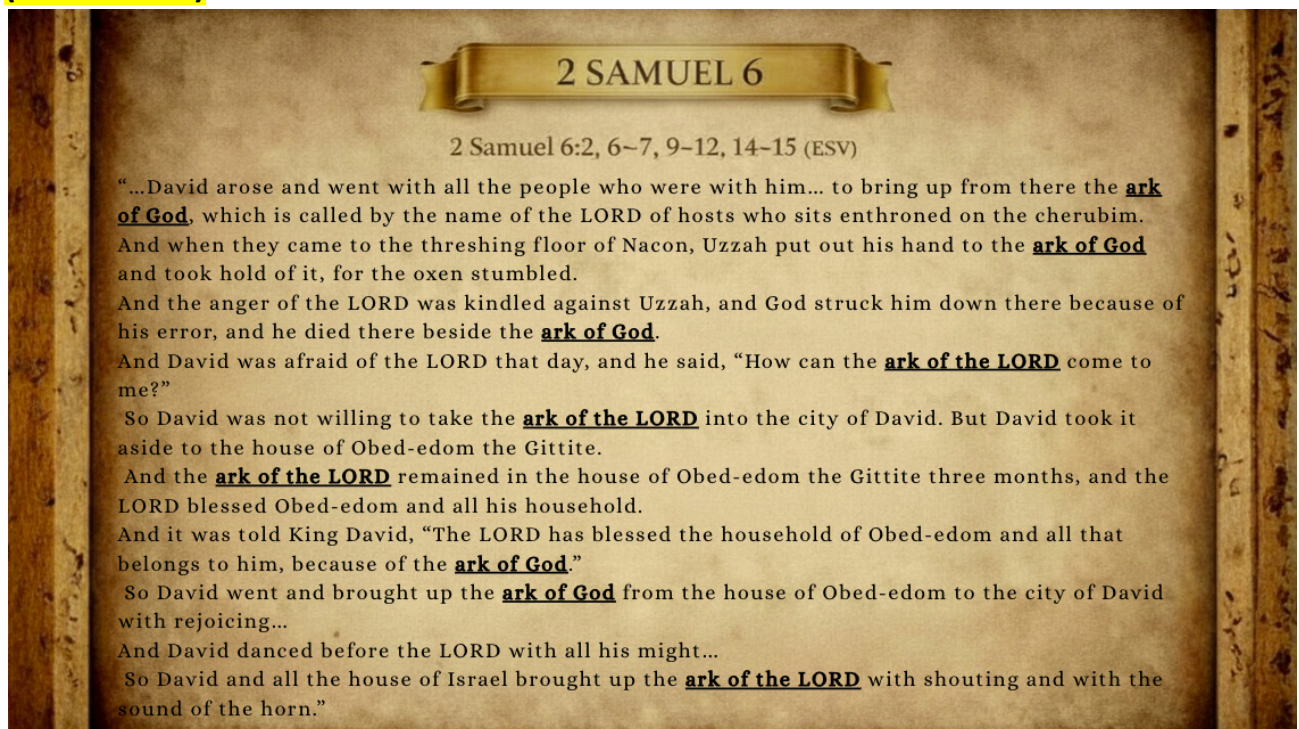 2 SAMUEL 6
2 Samuel 6:2, 6–7, 9–12, 14–15 (ESV)
“...David arose and went with all the people who were with him... to bring up from there the ark
of God, which is called by the name of the LORD of hosts who sits enthroned on the cherubim.
And when they came to the threshing floor of Nacon, Uzzah put out his hand to the ark of God
and took hold of it, for the oxen stumbled.
And the anger of the LORD was kindled against Uzzah, and God struck him down there because of
his error, and he died there beside the ark of God.
And David was afraid of the LORD that day, and he said, “How can the ark of the LORD come to
me?”
So David was not willing to take the ark of the LORD into the city of David. But David took it
aside to the house of Obed-edom the Gittite.
And the ark of the LORD remained in the house of Obed-edom the Gittite three months, and the
LORD blessed Obed-edom and all his household.
And it was told King David, “The LORD has blessed the household of Obed-edom and all that
belongs to him, because of the ark of God.”
So David went and brought up the ark of God from the house of Obed-edom to the city of David
with rejoicing...
And David danced before the LORD with all his might...
So David and all the house of Israel brought up the ark of the LORD with shouting and with the
sound of the horn.”